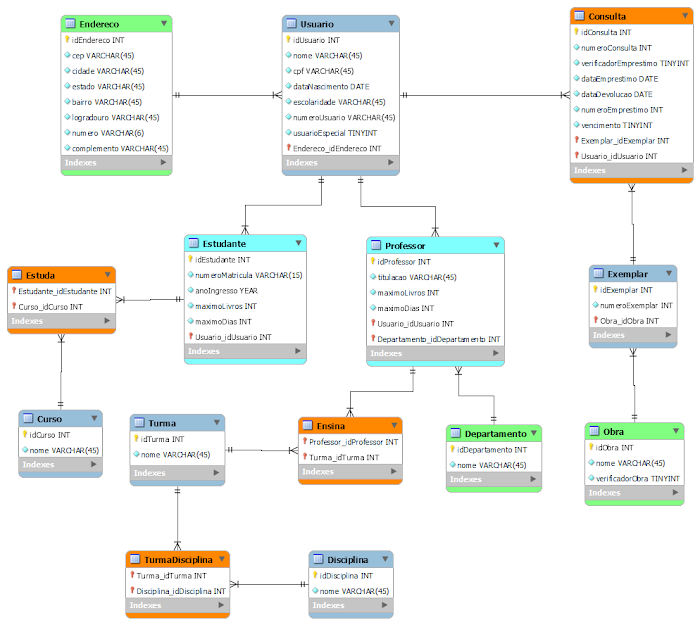 Endereco
idEndereco INT
cep VARCHAR(45)
cidade VARCHAR(45)
estado VARCHAR(45)
bairro VARCHAR(45)
logradouro VARCHAR(45)
numero VARCHAR(6)
complemento VARCHAR(45)
Indexes
Usuario
idUsuario INT
nome VARCHAR(45)
cpf VARCHAR(45)
dataNascimento DATE
escolaridade VARCHAR(45)
numeroUsuario VARCHAR(45)
usuarioEspecial TINYINT
Endereco_idEndereco INT
Indexes
Consulta
idConsulta INT
numeroConsulta INT
verificadorEmprestimo TINYINT
dataEmprestimo DATE
dataDevolucao DATE
numeroEmprestimo INT
vencimento TINYINT
Exemplar_idExemplar INT
Usuario_idUsuario INT
Indexes
Estudante
idEstudante INT
numeroMatricula VARCHAR(15)
anoIngresso YEAR
maximoLivros INT
maximoDias INT
Usuario_idUsuario INT
Indexes
Professor
idProfessor INT
titulacao VARCHAR(45)
maximoLivros INT
maximoDias INT
Usuario_idUsuario INT
Departamento_idDepartamento INT
Indexes
Estuda
Estudante_idEstudante INT
Curso_idCurso INT
Indexes
Exemplar
idExemplar INT
numeroExemplar INT
Obra_idObra INT
Indexes
Curso
idCurso INT
nome VARCHAR(45)
Indexes
Turma
idTurma INT
nome VARCHAR(45)
Indexes
Ensina
Professor_idProfessor INT
Turma_idTurma INT
Indexes
Departamento
idDepartamento INT
nome VARCHAR(45)
Indexes
Obra
idObra INT
nome VARCHAR(45)
verificadorObra TINYINT
Indexes
TurmaDisciplina
Turma_idTurma INT
Disciplina_idDisciplina INT
Indexes
Disciplina
idDisciplina INT
nome VARCHAR(45)
Indexes